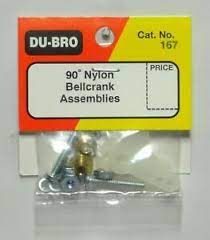 DU-BRO
Cat. No.
167
90° Nylon
Bellcrank
Assemblies
PRICE